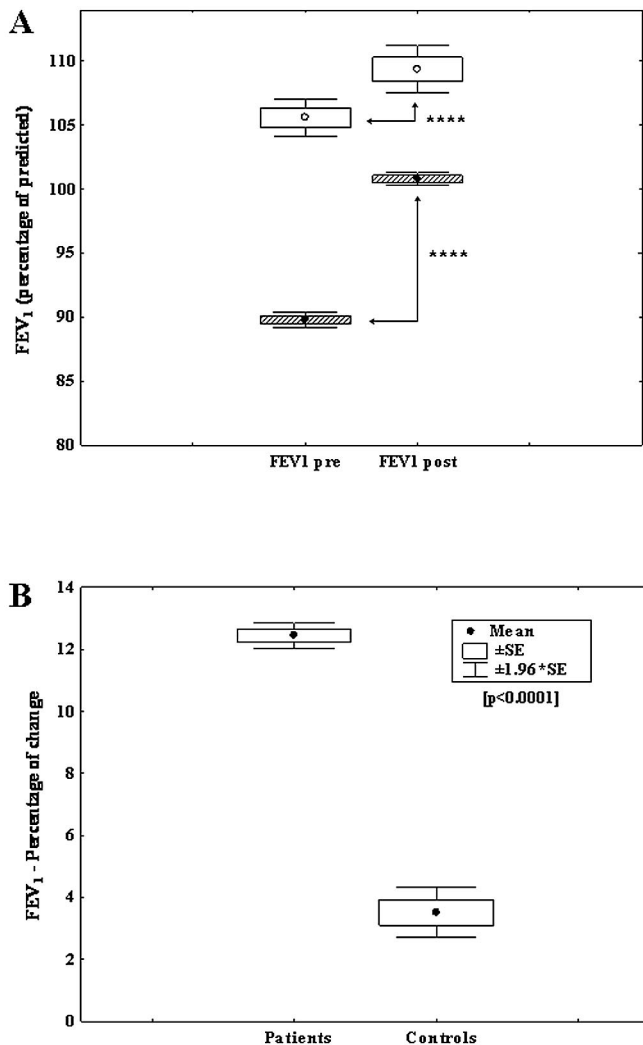 A
FEV1 (percentage of predicted)
110
105
100
95
90
85
80
****
****
FEV1 pre FEV1 post
B
FEV1 - Percentage of change
14
12
10
8
6
4
2
0
Mean
±SE
±1.96*SE
[p<0.0001]
Patients Controls